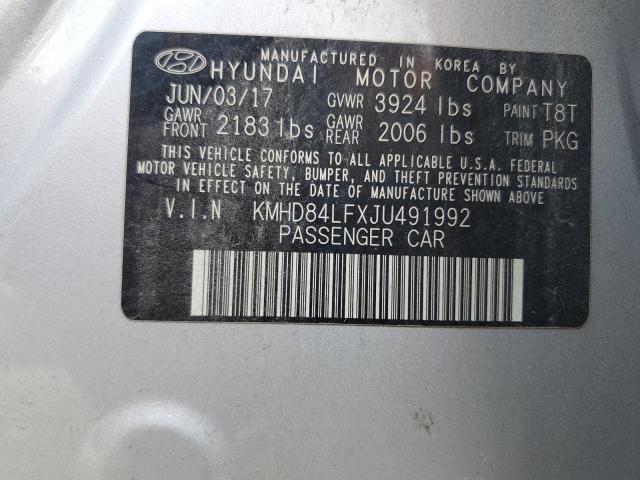 MANUFACTURED IN KOREA BY
HYUNDAI MOTOR COMPANY
JUN/03/17 GVWR 3924 lbs PAINT T8T
GAWR FRONT 2183 lbs GAWR REAR 2006 lbs TRIM PKG
THIS VEHICLE CONFORMS TO ALL APPLICABLE U.S.A. FEDERAL
MOTOR VEHICLE SAFETY, BUMPER, AND THEFT PREVENTION STANDARDS
IN EFFECT ON THE DATE OF MANUFACTURE SHOWN ABOVE.
V.I.N KMHD84LFXJU491992
PASSENGER CAR